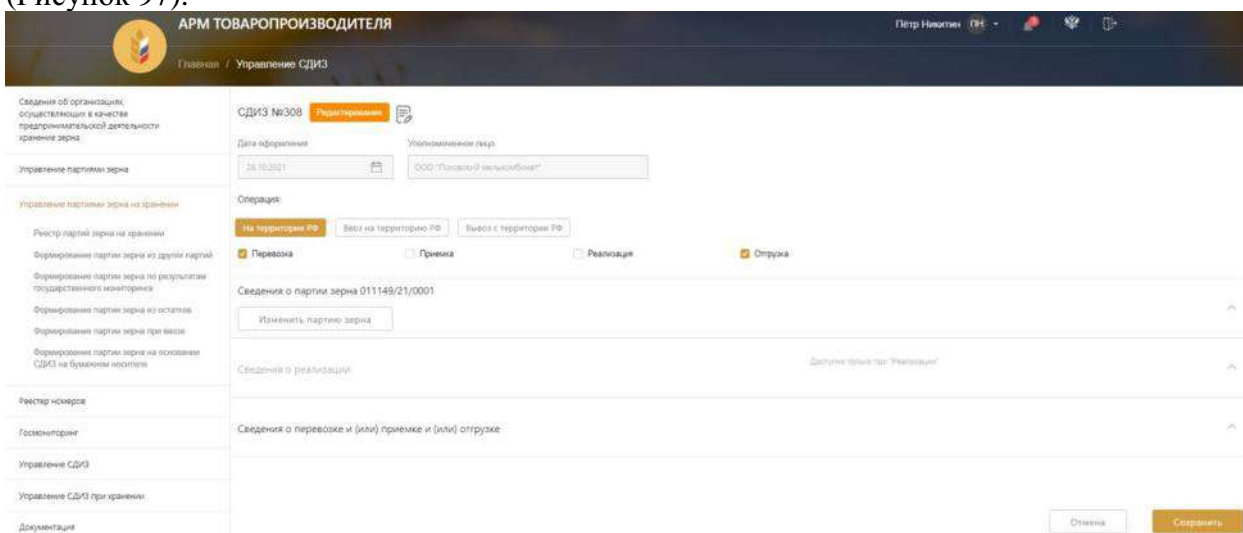 (Рисунок 97).
АРМ ТОВАРОПРОИЗВОДИТЕЛЯ
Пётр Никитин ПН
Главная / Управление СДИЗ
Сведения об организациях,
осуществляющих в качестве
предпринимательской деятельности
хранение зерна
Управление партиями зерна
Управление партиями зерна на хранении
Реестр партий зерна на хранении
Формирование партии зерна из других партий
Формирование партии зерна по результатам
государственного мониторинга
Формирование партии зерна из остатков
Формирование партии зерна при ввозе
Формирование партии зерна на основании
СДИЗ на бумажном носителе
Реестр номеров
Госмониторинг
Управление СДИЗ
Управление СДИЗ при хранении
Документация
СДИЗ №308 Редактирование
Дата оформления Уполномоченное лицо
28.10.2021 ООО мелькомбинат"
Операция:
На территории РФ Ввоз на территорию РФ Вывоз с территории РФ
Перевозка Приемка Реализация Отгрузка
Сведения о партии зерна 011149/21/0001
Изменить партию зерна
Сведения о реализации Доступно только при "Реализации"
Сведения о перевозке и (или) приемке и (или) отгрузке
Отмена Сохранить